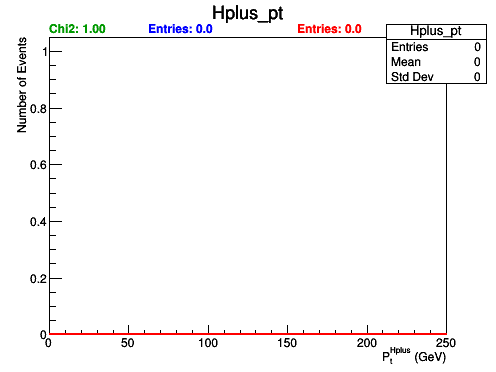 Hplus_pt
Chi2: 1.00 Entries: 0.0 Entries: 0.0
Hplus_pt
Entries 0
Mean 0
Std Dev 0
Number of Events
1
0.8
0.6
0.4
0.2
0
0 50 100 150 200 250
P_t^Hplus (GeV)